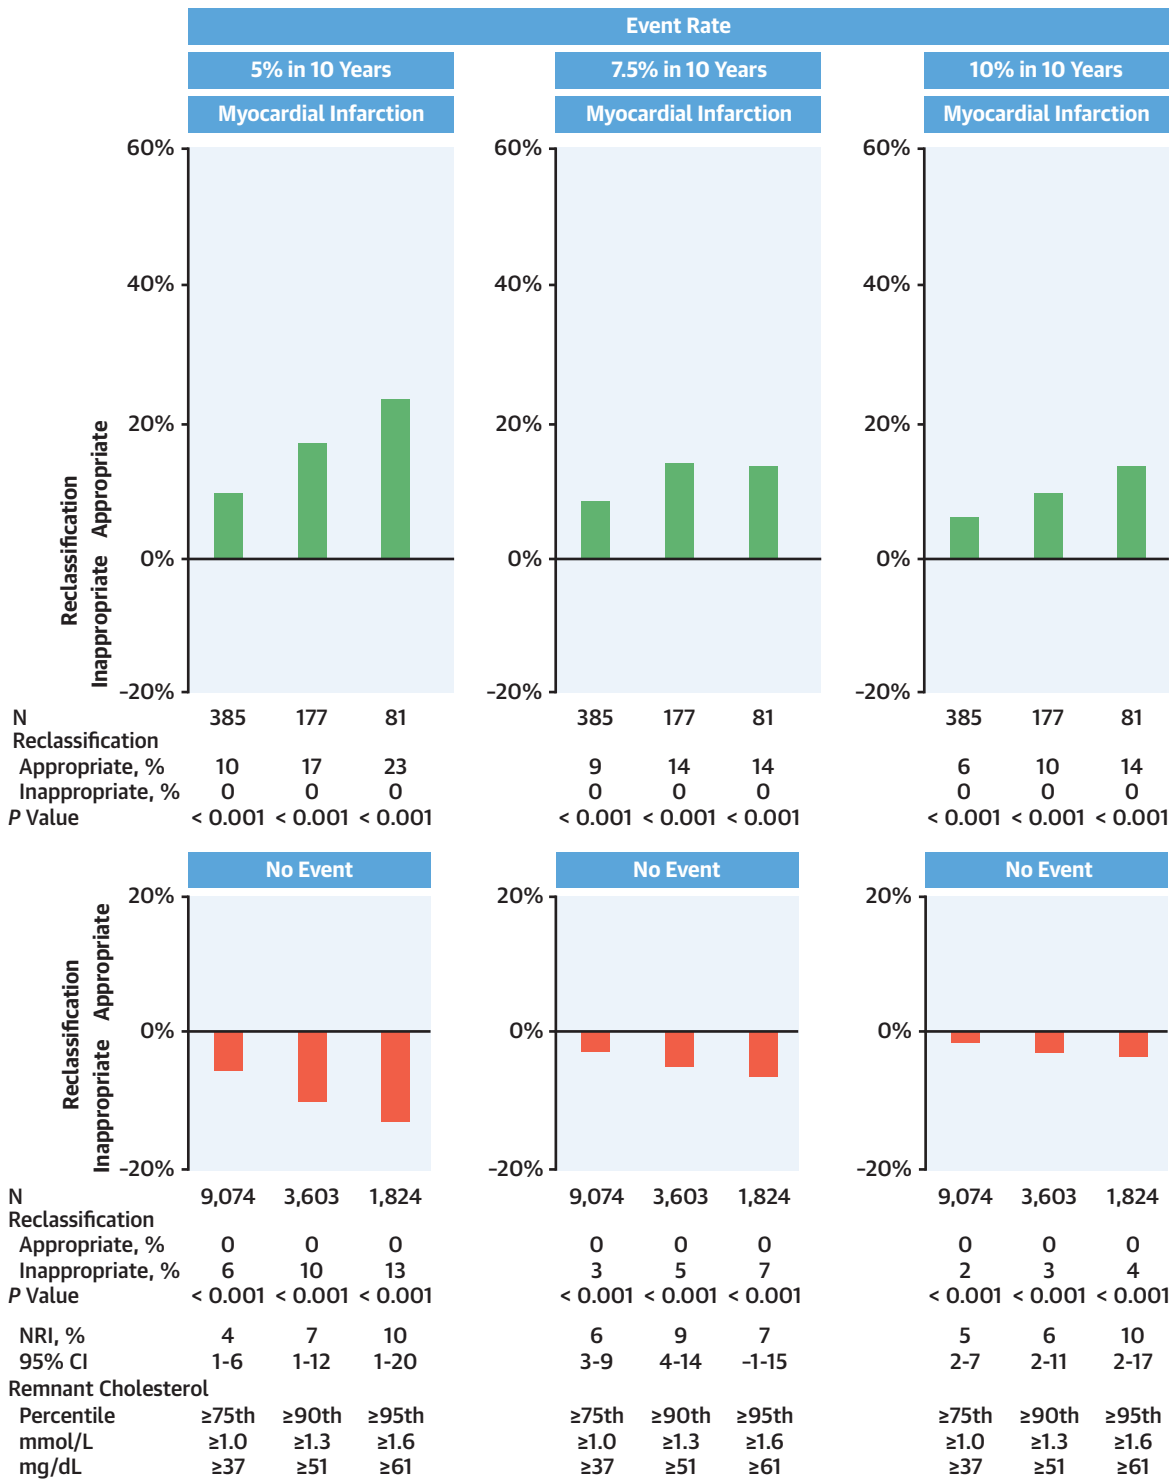 Event Rate
5% in 10 Years 7.5% in 10 Years 10% in 10 Years
Myocardial Infarction Myocardial Infarction Myocardial Infarction
60% 60% 60%
40% 40% 40%
20% 20% 20%
0% 0% 0%
–20% –20% –20%
Reclassification
Inappropriate Appropriate
N 385 177 81 385 177 81 385 177 81
Reclassification
Appropriate, % 10 17 23 9 14 14 6 10 14
Inappropriate, % 0 0 0 0 0 0 0 0 0
P Value < 0.001 < 0.001 < 0.001 < 0.001 < 0.001 < 0.001 < 0.001 < 0.001 < 0.001
No Event No Event No Event
20% 20% 20%
0% 0% 0%
–20% –20% –20%
Reclassification
Inappropriate Appropriate
N 9,074 3,603 1,824 9,074 3,603 1,824 9,074 3,603 1,824
Reclassification
Appropriate, % 0 0 0 0 0 0 0 0 0
Inappropriate, % 6 10 13 3 5 7 2 3 4
P Value < 0.001 < 0.001 < 0.001 < 0.001 < 0.001 < 0.001 < 0.001 < 0.001 < 0.001
NRI, % 4 7 10 6 9 7 5 6 10
95% CI 1-6 1-12 1-20 3-9 4-14 –1-15 2-7 2-11 2-17
Remnant Cholesterol
Percentile ≥75th ≥90th ≥95th ≥75th ≥90th ≥95th ≥75th ≥90th ≥95th
mmol/L ≥1.0 ≥1.3 ≥1.6 ≥1.0 ≥1.3 ≥1.6 ≥1.0 ≥1.3 ≥1.6
mg/dL ≥37 ≥51 ≥61 ≥37 ≥51 ≥61 ≥37 ≥51 ≥61